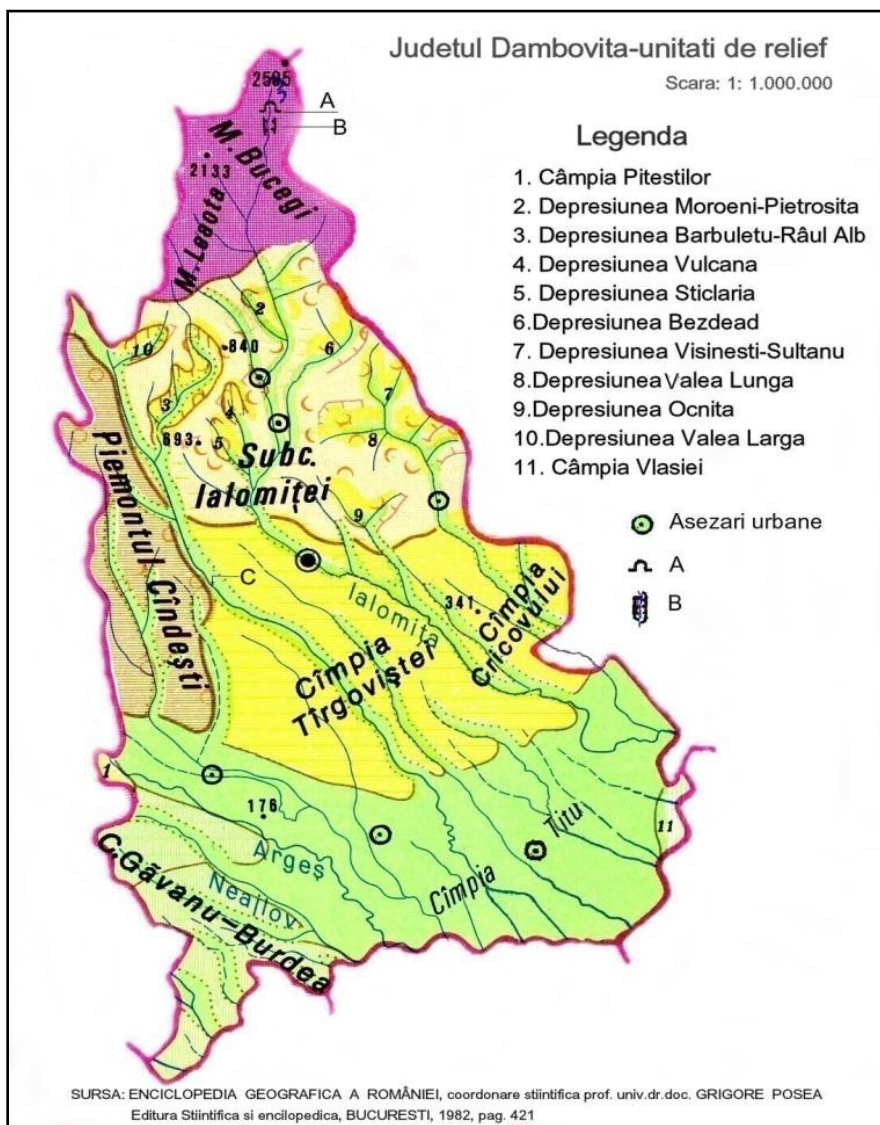 Judetul Dambovita-unitati de relief
Scara: 1: 1.000.000
Legenda
1. Câmpia Pitestilor
2. Depresiunea Moroeni-Pietrosita
3. Depresiunea Barbuletu-Râul Alb
4. Depresiunea Vulcana
5. Depresiunea Sticlaria
6.Depresiunea Bezdead
7. Depresiunea Visinesti-Sultanu
8.Depresiunea Valea Lunga
9.Depresiunea Ocnita
10.Depresiunea Valea Larga
11. Câmpia Vlasiei
Asezari urbane
A
B
2505
A
B
M. Bucegi
2133
M. Leaota
2
10
840
6
3
4
7
893
5
8
Subc.
Ialomiței
9
Piemontul Cîndești
C
Ialomița
341
Cîmpia
Cricovului
Cîmpia
Tîrgoviștei
1
176
Titu
11
Argeș
Cîmpia
Neajlov
C.Găvanu-Burdea
SURSA: ENCICLOPEDIA GEOGRAFICA A ROMÂNIEI, coordonare stiintifica prof. univ.dr.doc. GRIGORE POSEA
Editura Stiintifica si encilopedica, BUCURESTI, 1982, pag. 421